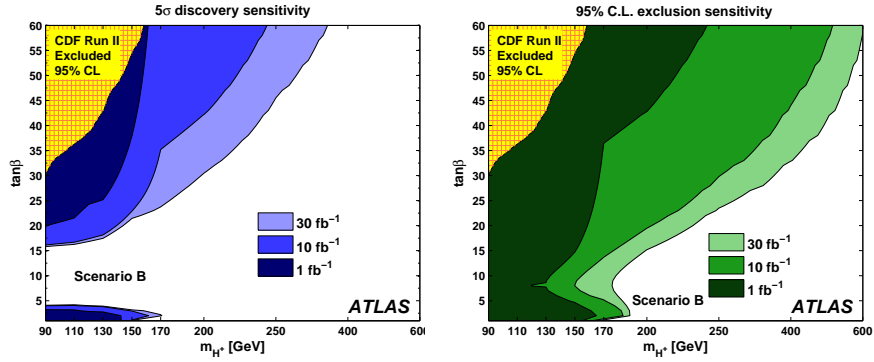 5σ discovery sensitivity
60
55
50
45
40
35
30
25
20
15
10
5
tanβ
CDF Run II
Excluded
95% CL
30 fb⁻¹
10 fb⁻¹
1 fb⁻¹
Scenario B
ATLAS
90 110 130 150 170 200 250 400 600
m_H⁺ [GeV]
95% C.L. exclusion sensitivity
60
55
50
45
40
35
30
25
20
15
10
5
tanβ
CDF Run II
Excluded
95% CL
30 fb⁻¹
10 fb⁻¹
1 fb⁻¹
Scenario B
ATLAS
90 110 130 150 170 200 250 400 600
m_H⁺ [GeV]